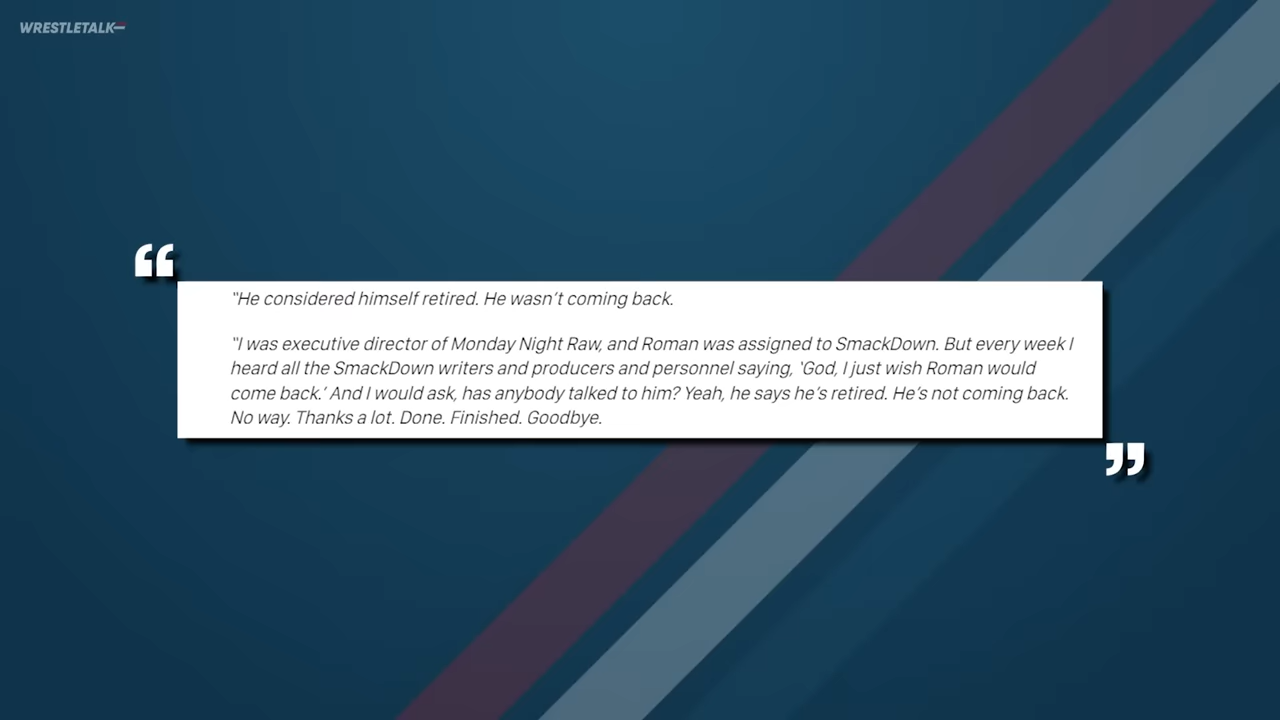 WRESTLETALK
“
“He considered himself retired. He wasn’t coming back.
“I was executive director of Monday Night Raw, and Roman was assigned to SmackDown. But every week I
heard all the SmackDown writers and producers and personnel saying, ‘God, I just wish Roman would
come back.’ And I would ask, has anybody talked to him? Yeah, he says he’s retired. He’s not coming back.
No way. Thanks a lot. Done. Finished. Goodbye.
”